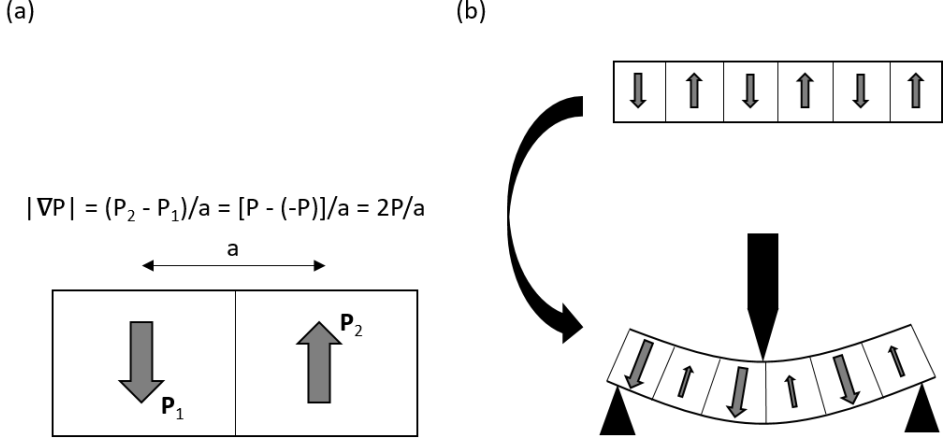 (a)
|∇P| = (P₂ - P₁)/a = [P - (-P)]/a = 2P/a
a
P₁
P₂
(b)